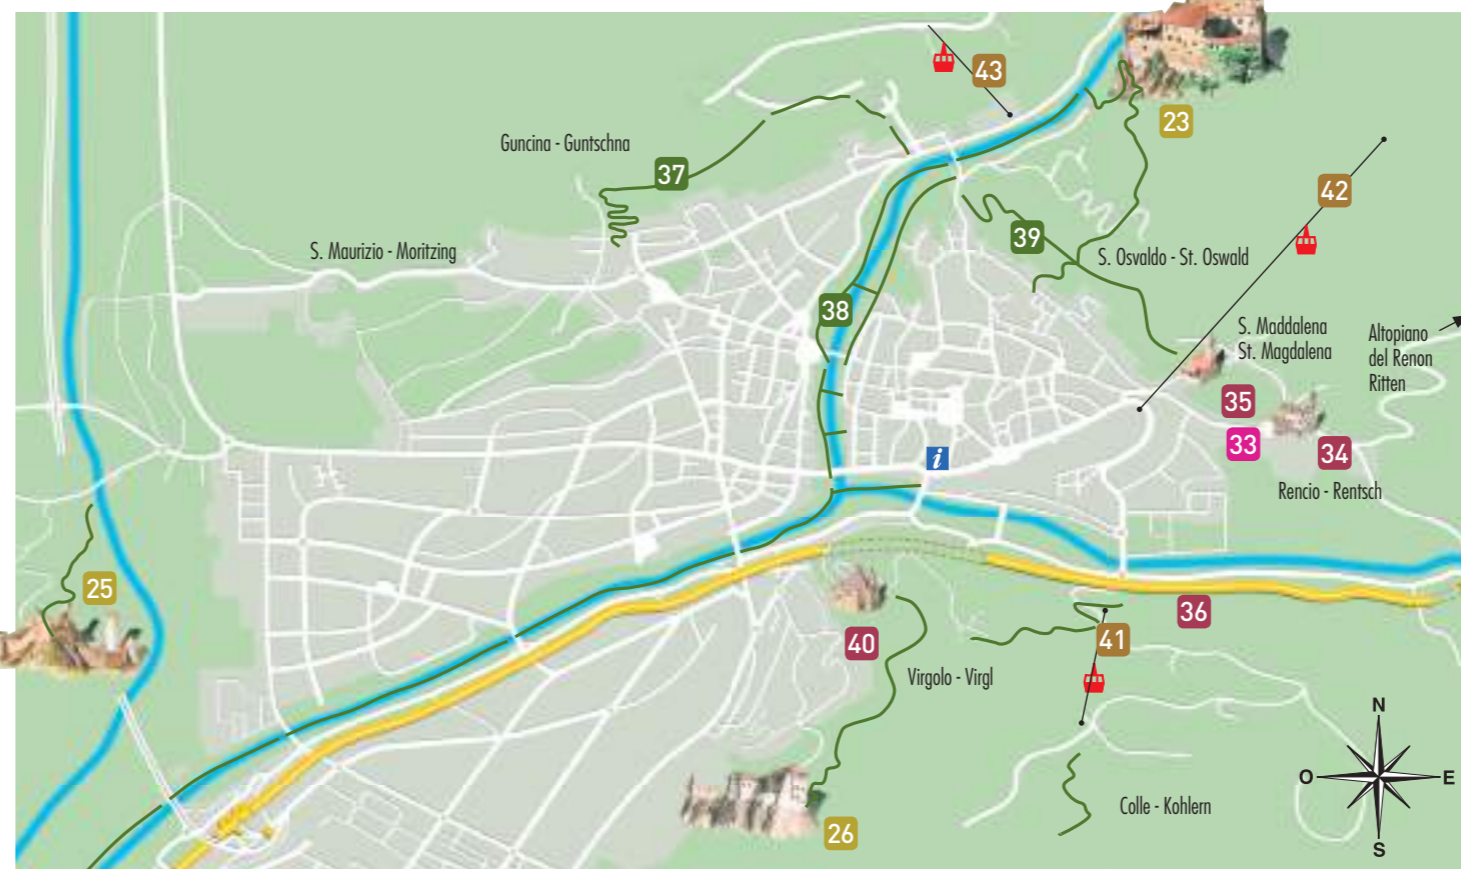 43
23
Guncina - Guntschna
37
42
39
S. Maurizio - Moritzing
S. Osvaldo - St. Oswald
38
S. Maddalena
St. Magdalena
Altopiano
del Renon
Ritten
35
33
34
i
Rencio - Rentsch
25
36
40
41
Virgolo - Virgl
N
O
E
S
Colle - Kohlern
26